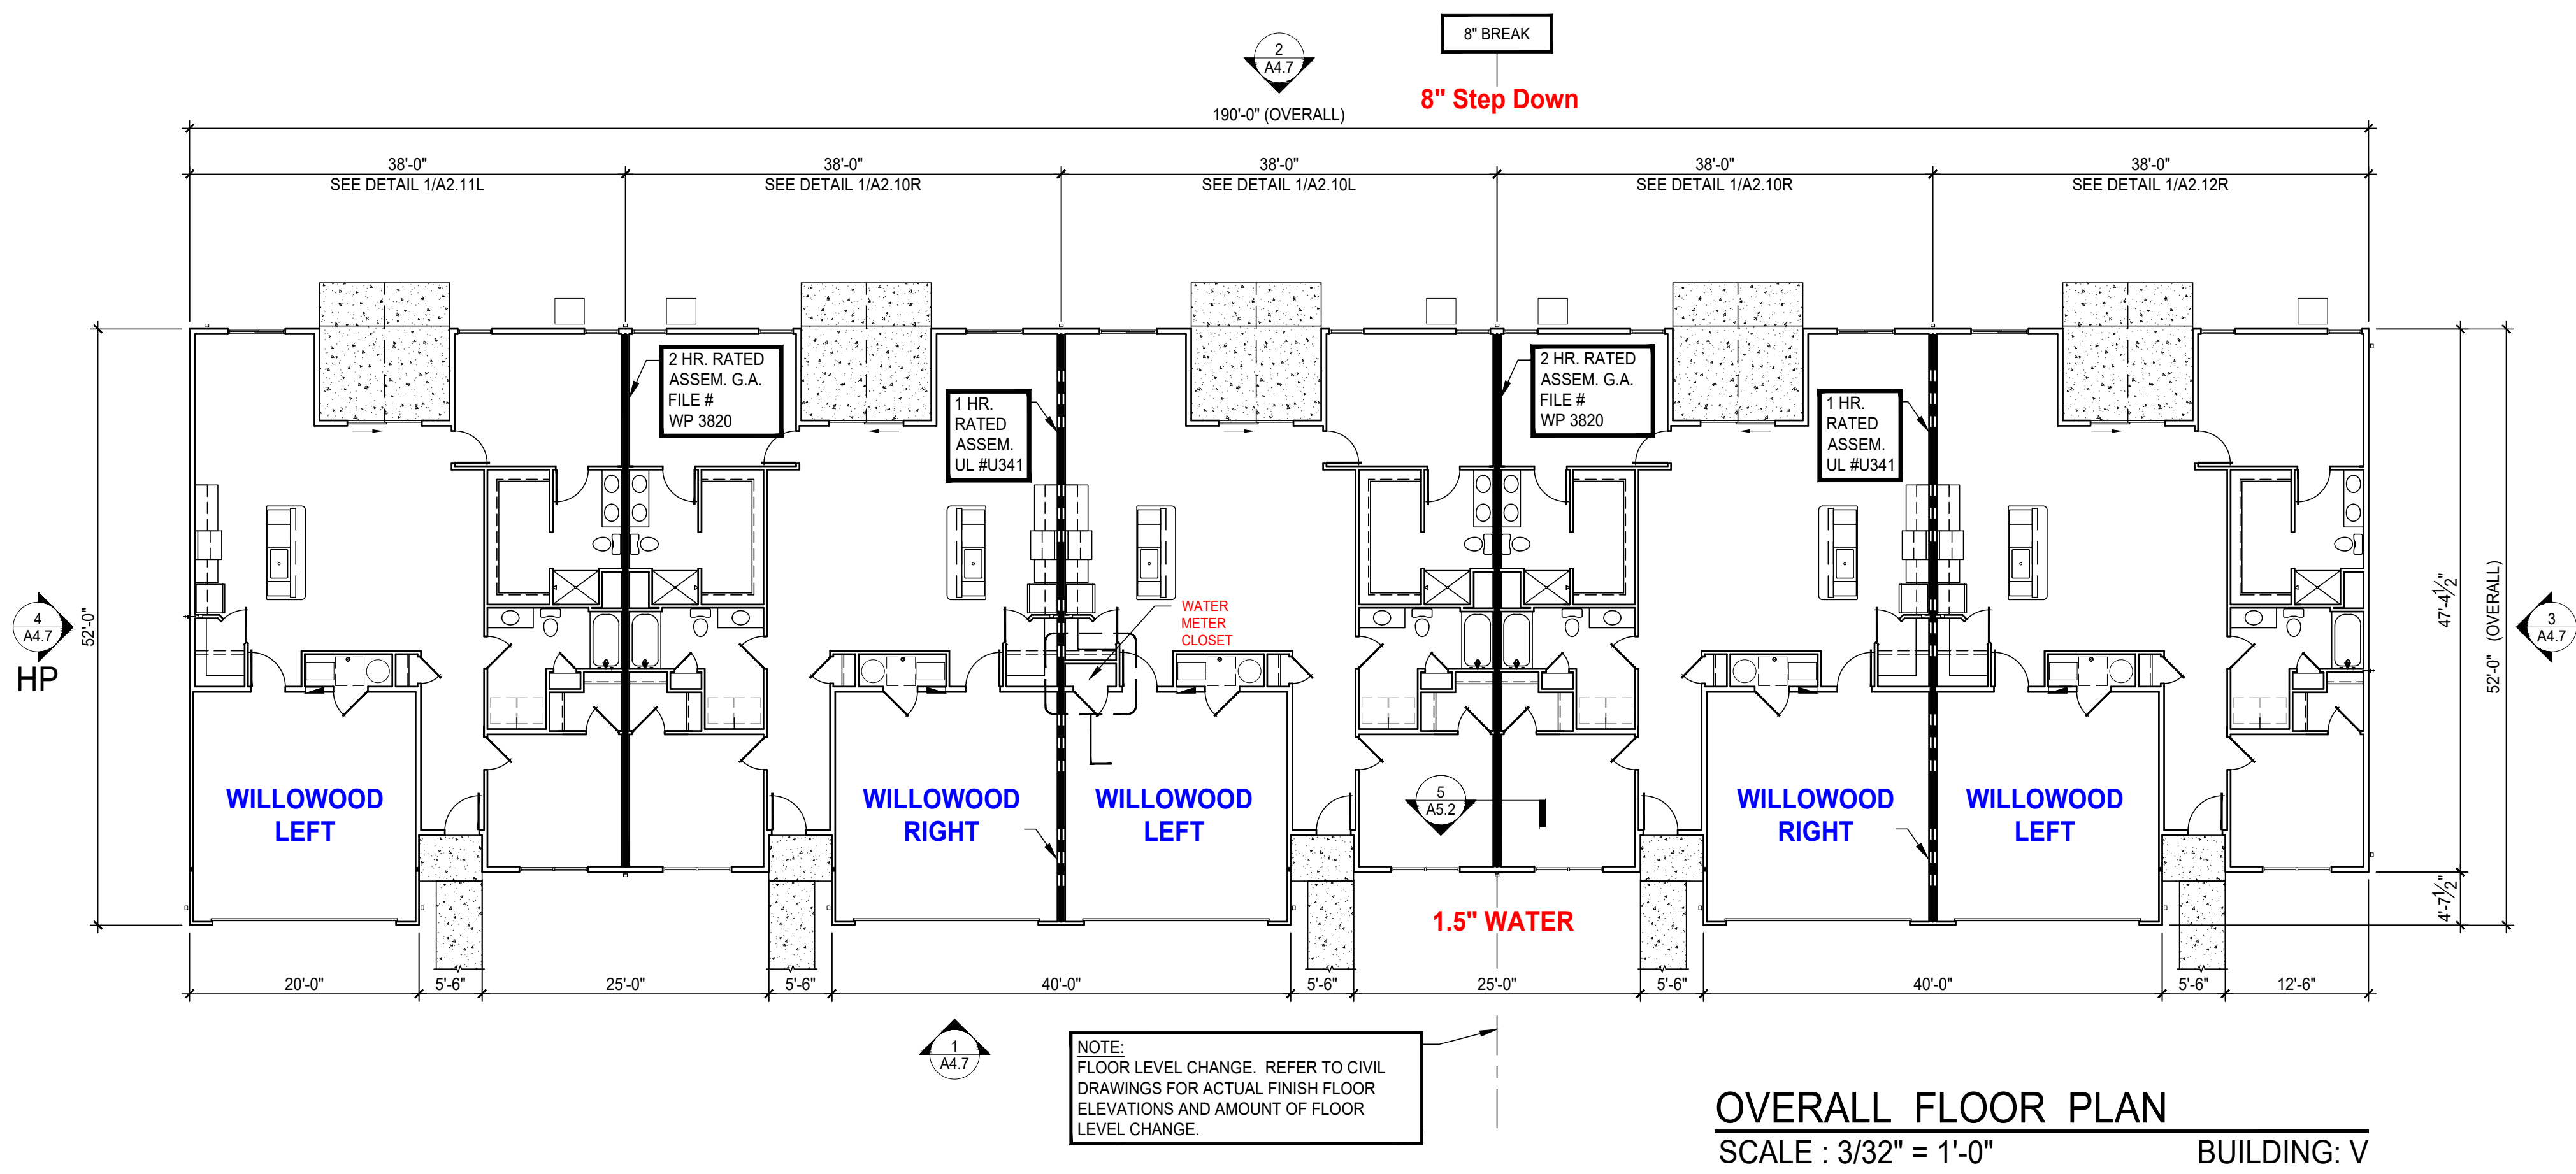 8" BREAK
2
A4.7
8" Step Down
190'-0" (OVERALL)
38'-0"
SEE DETAIL 1/A2.11L
38'-0"
SEE DETAIL 1/A2.10R
38'-0"
SEE DETAIL 1/A2.10L
38'-0"
SEE DETAIL 1/A2.10R
38'-0"
SEE DETAIL 1/A2.12R
2 HR. RATED
ASSEM. G.A.
FILE #
WP 3820
1 HR.
RATED
ASSEM.
UL #U341
2 HR. RATED
ASSEM. G.A.
FILE #
WP 3820
1 HR.
RATED
ASSEM.
UL #U341
4
A4.7
HP
52'-0"
WATER
METER
CLOSET
47'-4½"
52'-0" (OVERALL)
3
A4.7
WILLOWOOD
LEFT
WILLOWOOD
RIGHT
WILLOWOOD
LEFT
5
A5.2
WILLOWOOD
RIGHT
WILLOWOOD
LEFT
4'-7½"
1.5" WATER
20'-0"
5'-6"
25'-0"
5'-6"
40'-0"
5'-6"
25'-0"
5'-6"
40'-0"
5'-6"
12'-6"
1
A4.7
NOTE:
FLOOR LEVEL CHANGE. REFER TO CIVIL
DRAWINGS FOR ACTUAL FINISH FLOOR
ELEVATIONS AND AMOUNT OF FLOOR
LEVEL CHANGE.
OVERALL FLOOR PLAN
SCALE : 3/32" = 1'-0"
BUILDING: V